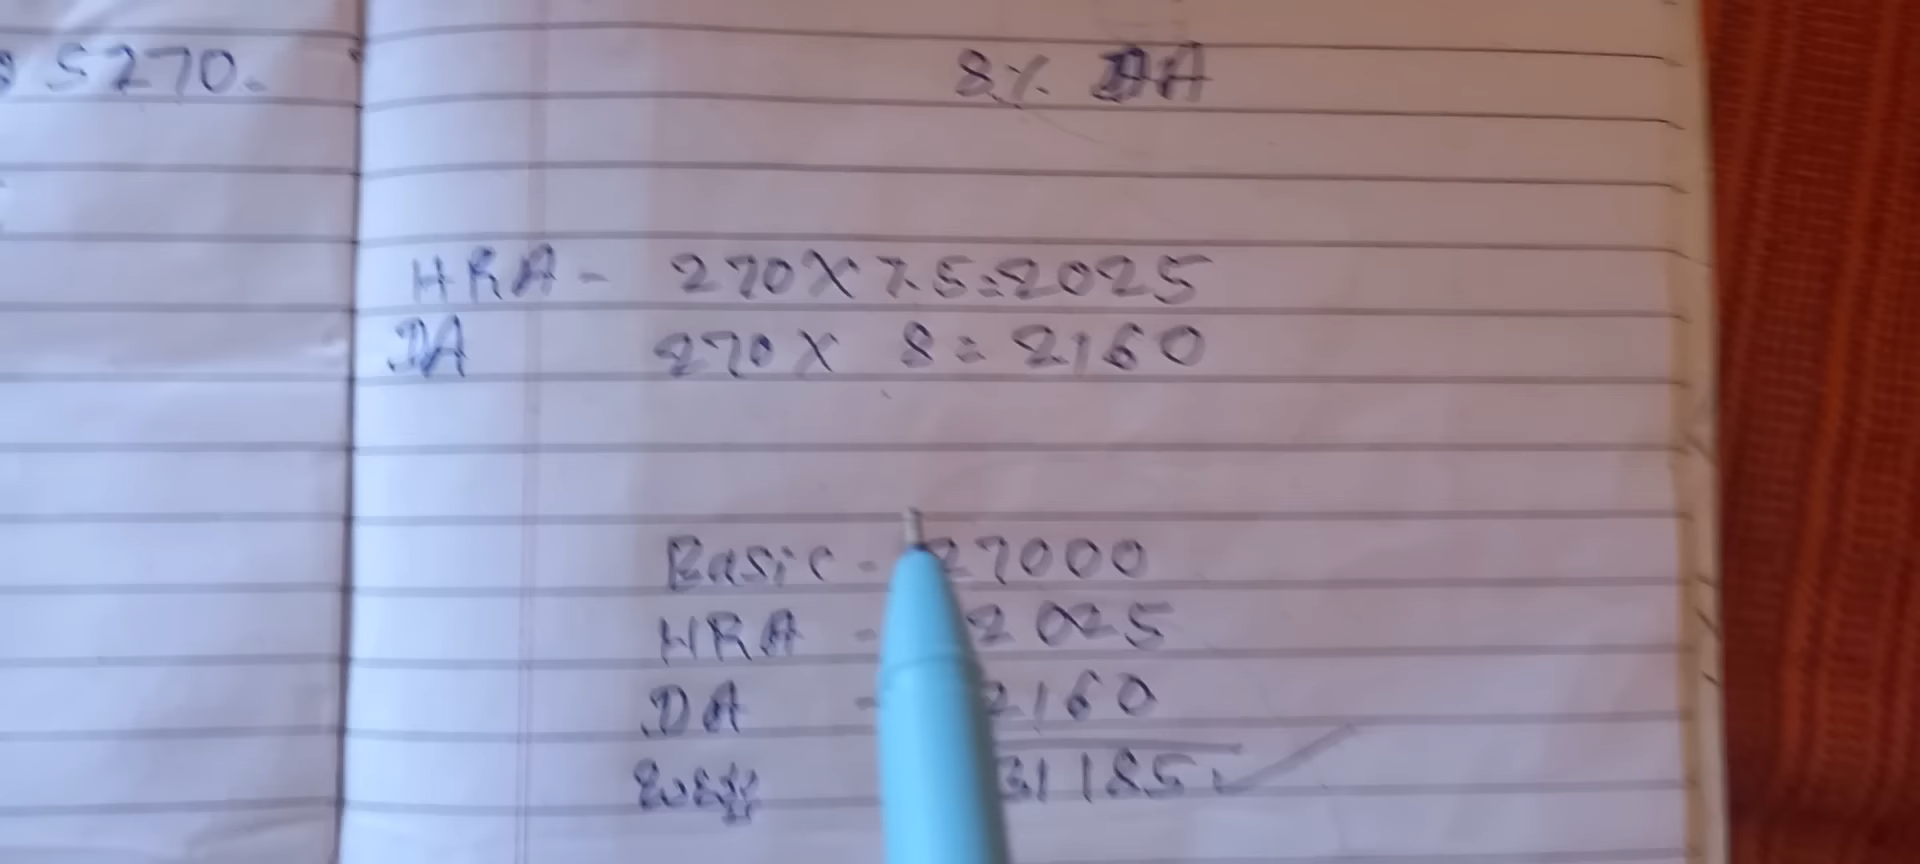 5270.
8% DA
HRA - 270 X 7.5=2025
DA 270 X 8 = 2160
Basic - 27000
HRA - 2025
DA - 2160
31185